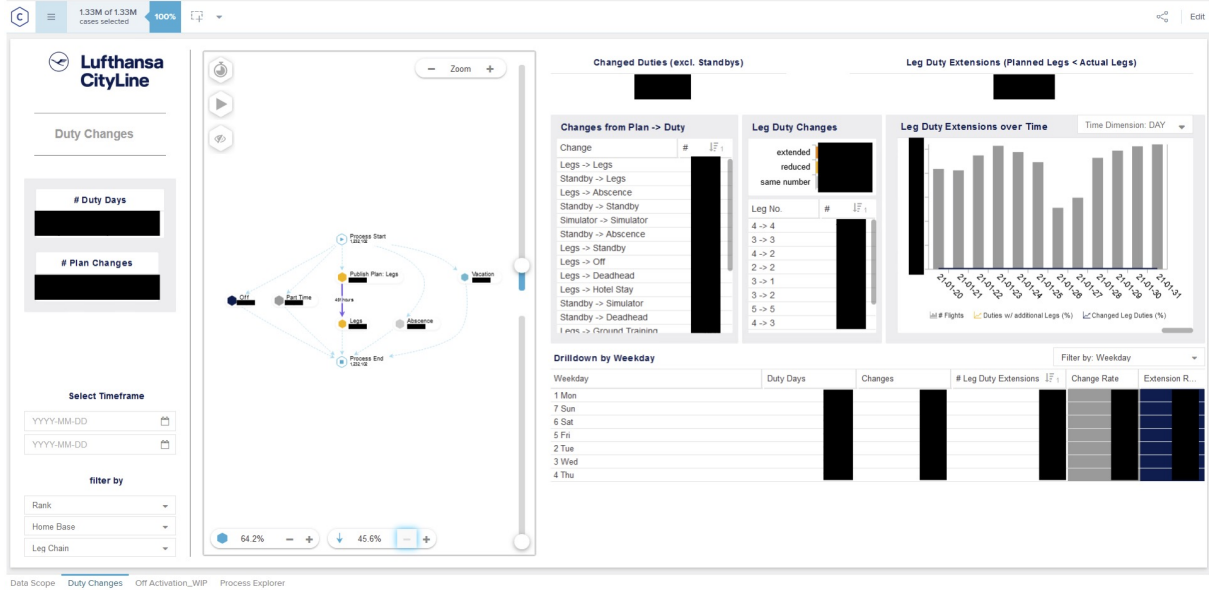 C
1.33M of 1.33M
cases selected
100%
Edit
Lufthansa
CityLine
Duty Changes
# Duty Days
# Plan Changes
Select Timeframe
YYYY-MM-DD
YYYY-MM-DD
filter by
Rank
Home Base
Leg Chain
Zoom
Process Start
Publish Plan: Legs
Vacation
Off
Part Time
Legs
Abscence
Process End
64.2%
45.6%
Changed Duties (excl. Standbys)
Leg Duty Extensions (Planned Legs < Actual Legs)
Changes from Plan -> Duty
Change #
Legs -> Legs
Standby -> Legs
Legs -> Abscence
Standby -> Standby
Simulator -> Simulator
Standby -> Abscence
Legs -> Standby
Legs -> Off
Legs -> Deadhead
Legs -> Hotel Stay
Standby -> Simulator
Standby -> Deadhead
Legs -> Ground Training
Leg Duty Changes
extended
reduced
same number
Leg No. #
4 -> 4
3 -> 3
4 -> 2
2 -> 2
3 -> 1
3 -> 2
5 -> 5
4 -> 3
Leg Duty Extensions over Time
Time Dimension: DAY
21-01-20
21-01-21
21-01-22
21-01-23
21-01-24
21-01-25
21-01-26
21-01-27
21-01-28
21-01-29
21-01-30
21-01-31
# Flights
Duties w/ additional Legs (%)
Changed Leg Duties (%)
Drilldown by Weekday
Filter by: Weekday
Weekday Duty Days Changes # Leg Duty Extensions Change Rate Extension R...
1 Mon
7 Sun
6 Sat
5 Fri
2 Tue
3 Wed
4 Thu
Data Scope Duty Changes Off Activation_WIP Process Explorer